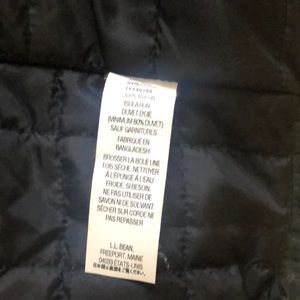 ISOLATION
DUVET D'OIE
(MINIMUM 80% DUVET)
SAUF GARNITURES
FABRIQUÉ EN
BANGLADESH
BROSSER LA BOUE UNE
FOIS SÈCHE. NETTOYER
À L'ÉPONGE À L'EAU
FROIDE, SI BESOIN.
NE PAS UTILISER DE
SAVON NI DE SOLVANT
SÉCHER SUR CORDE NE
PAS REPASSER
L.L. BEAN,
FREEPORT, MAINE
04033 ÉTATS-UNIS